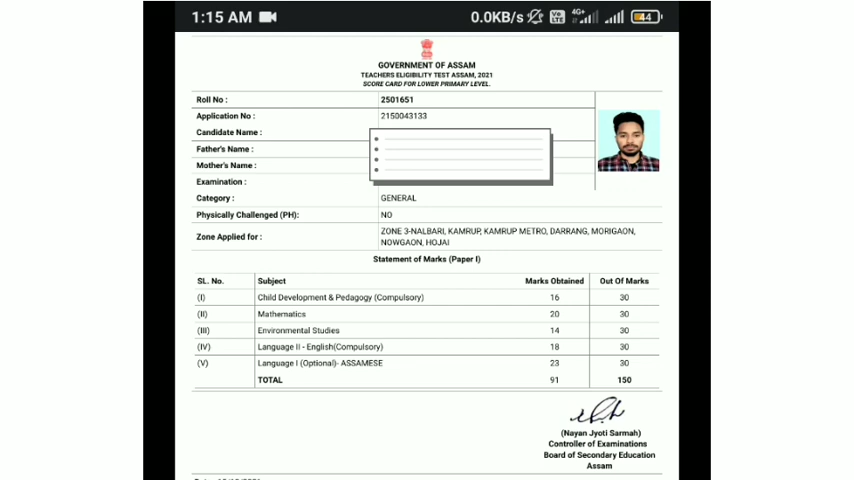 1:15 AM 0.0KB/s Vo LTE 4G+ 44
GOVERNMENT OF ASSAM
TEACHERS ELIGIBILITY TEST ASSAM, 2021
SCORE CARD FOR LOWER PRIMARY LEVEL.
Roll No : 2501651
Application No : 2150043133
Candidate Name :
Father's Name :
Mother's Name :
Examination :
Category : GENERAL
Physically Challenged (PH): NO
Zone Applied for : ZONE 3-NALBARI, KAMRUP, KAMRUP METRO, DARRANG, MORIGAON,
NOWGAON, HOJAI
Statement of Marks (Paper I)
SL. No. Subject Marks Obtained Out Of Marks
(I) Child Development & Pedagogy (Compulsory) 16 30
(II) Mathematics 20 30
(III) Environmental Studies 14 30
(IV) Language II - English(Compulsory) 18 30
(V) Language I (Optional)- ASSAMESE 23 30
TOTAL 91 150
(Nayan Jyoti Sarmah)
Controller of Examinations
Board of Secondary Education
Assam